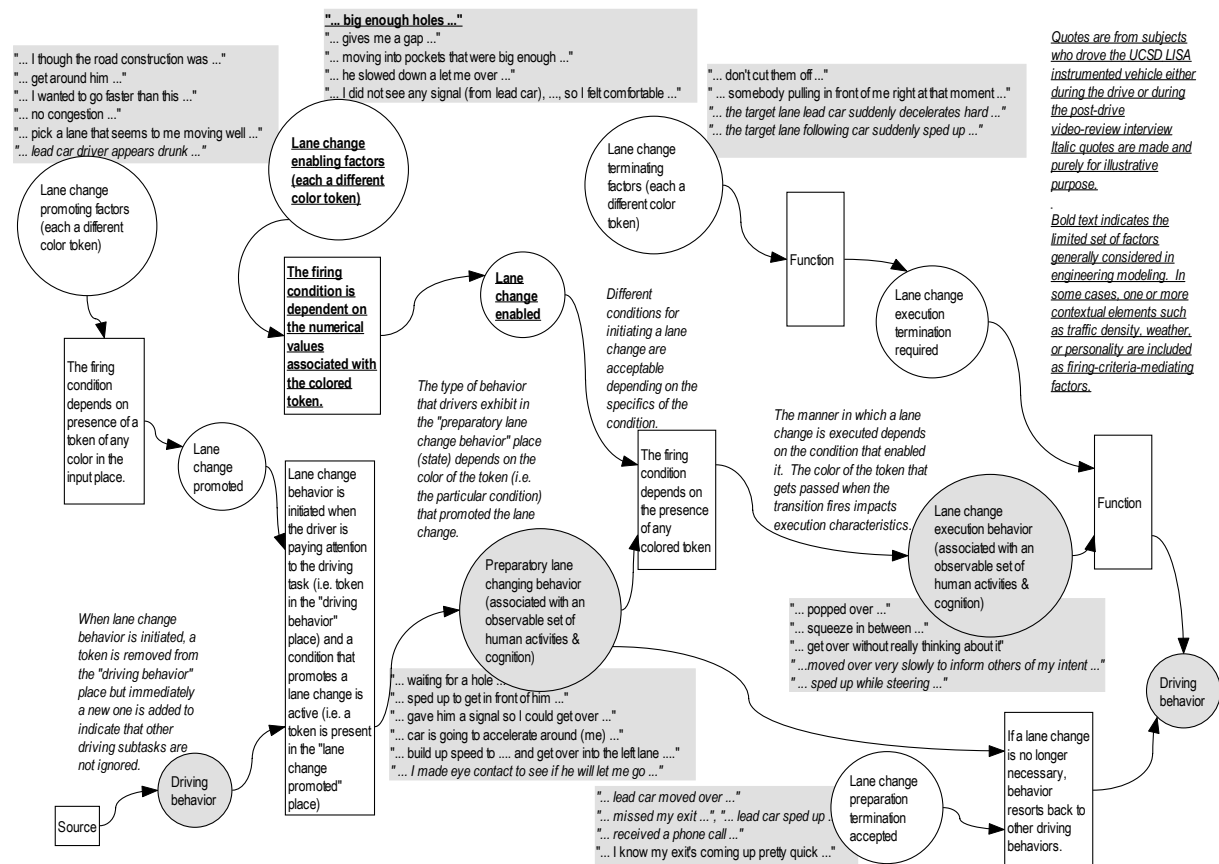 "... big enough holes ..."
"... gives me a gap ..."
"... moving into pockets that were big enough ..."
"... he slowed down a let me over ..."
"... I did not see any signal (from lead car), ..., so I felt comfortable ..."
"... I though the road construction was ..."
"... get around him ..."
"... I wanted to go faster than this ..."
"... no congestion ..."
"... pick a lane that seems to me moving well ..."
"... lead car driver appears drunk ..."
"... don't cut them off ..."
"... somebody pulling in front of me right at that moment ..."
"... the target lane lead car suddenly decelerates hard ..."
"... the target lane following car suddenly sped up ..."
Quotes are from subjects
who drove the UCSD LISA
instrumented vehicle either
during the drive or during
the post-drive
video-review interview
Italic quotes are made and
purely for illustrative
purpose.
.
Bold text indicates the
limited set of factors
generally considered in
engineering modeling. In
some cases, one or more
contextual elements such
as traffic density, weather,
or personality are included
as firing-criteria-mediating
factors.
Lane change
promoting factors
(each a different
color token)
Lane change
enabling factors
(each a different
color token)
Lane change
terminating
factors (each a
different color
token)
The firing
condition is
dependent on
the numerical
values
associated with
the colored
token.
Lane
change
enabled
Different
conditions for
initiating a lane
change are
acceptable
depending on the
specifics of the
condition.
Function
Lane change
execution
termination
required
The firing
condition
depends on
presence of a
token of any
color in the
input place.
Lane
change
promoted
Lane change
behavior is
initiated when
the driver is
paying attention
to the driving
task (i.e. token
in the "driving
behavior"
place) and a
condition that
promotes a
lane change is
active (i.e. a
token is present
in the "lane
change
promoted"
place)
The type of behavior
that drivers exhibit in
the "preparatory lane
change behavior" place
(state) depends on the
color of the token (i.e.
the particular condition)
that promoted the lane
change.
The firing
condition
depends on
the presence
of any
colored token
The manner in which a lane
change is executed depends
on the condition that enabled
it. The color of the token that
gets passed when the
transition fires impacts
execution characteristics.
Lane change
execution behavior
(associated with an
observable set of
human activities &
cognition)
Function
Preparatory lane
changing behavior
(associated with an
observable set of
human activities &
cognition)
When lane change
behavior is initiated, a
token is removed from
the "driving behavior"
place but immediately
a new one is added to
indicate that other
driving subtasks are
not ignored.
"... popped over ..."
"... squeeze in between ..."
"... get over without really thinking about it"
"...moved over very slowly to inform others of my intent ..."
"... sped up while steering ..."
"... waiting for a hole ...
"... sped up to get in front of him ..."
"... gave him a signal so I could get over ..."
"... car is going to accelerate around (me) ..."
"... build up speed to .... and get over into the left lane ...."
"... I made eye contact to see if he will let me go ..."
Driving
behavior
Driving
behavior
Source
If a lane change
is no longer
necessary,
behavior
resorts back to
other driving
behaviors.
Lane change
preparation
termination
accepted
"... lead car moved over ..."
"... missed my exit ...", "... lead car sped up ..
"... received a phone call ..."
"... I know my exit's coming up pretty quick ..."